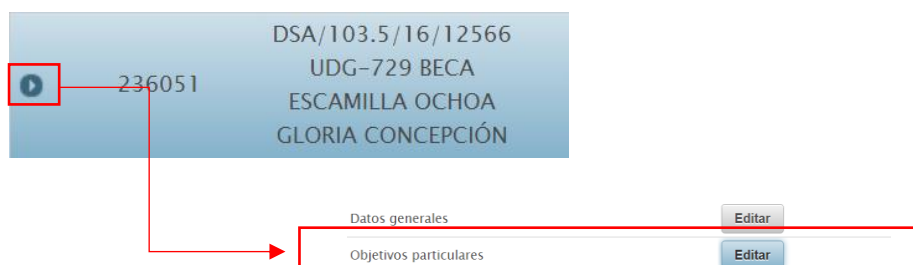 DSA/103.5/16/12566
236051 UDG-729 BECA
ESCAMILLA OCHOA
GLORIA CONCEPCIÓN
Datos generales Editar
Objetivos particulares Editar